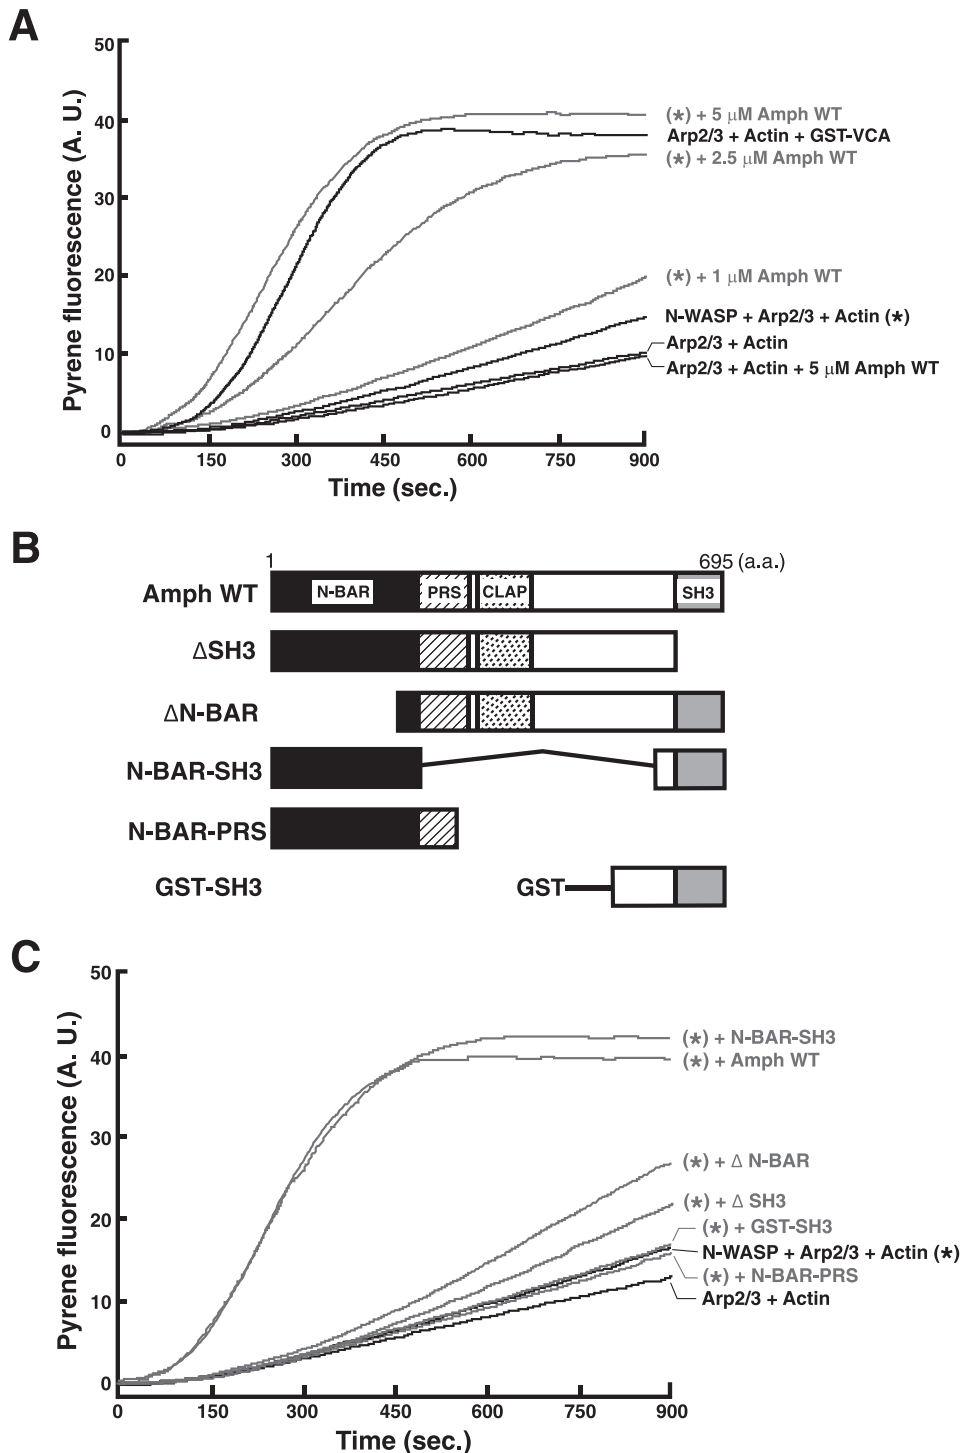 A
Pyrene fluorescence (A. U.)
50
40
30
20
10
0
0 150 300 450 600 750 900
Time (sec.)
(*) + 5 μM Amph WT
Arp2/3 + Actin + GST-VCA
(*) + 2.5 μM Amph WT
(*) + 1 μM Amph WT
N-WASP + Arp2/3 + Actin (*)
Arp2/3 + Actin
Arp2/3 + Actin + 5 μM Amph WT
B
1 695 (a.a.)
Amph WT N-BAR PRS CLAP SH3
ΔSH3
ΔN-BAR
N-BAR-SH3
N-BAR-PRS
GST-SH3 GST
C
Pyrene fluorescence (A. U.)
50
40
30
20
10
0
0 150 300 450 600 750 900
Time (sec.)
(*) + N-BAR-SH3
(*) + Amph WT
(*) + Δ N-BAR
(*) + Δ SH3
(*) + GST-SH3
N-WASP + Arp2/3 + Actin (*)
(*) + N-BAR-PRS
Arp2/3 + Actin